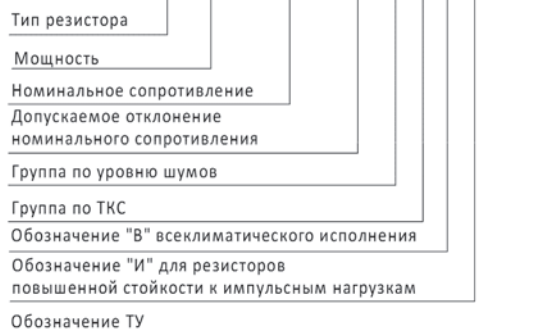 Тип резистора
Мощность
Номинальное сопротивление
Допускаемое отклонение
номинального сопротивления
Группа по уровню шумов
Группа по ТКС
Обозначение "В" всеклиматического исполнения
Обозначение "И" для резисторов
повышенной стойкости к импульсным нагрузкам
Обозначение ТУ